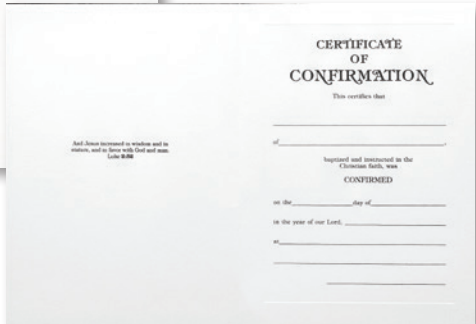 And Jesus increased in wisdom and in
stature, and in favor with God and man.
Luke 2:52
CERTIFICATE
OF
CONFIRMATION
This certifies that
of
baptized and instructed in the
Christian faith, was
CONFIRMED
on the day of
in the year of our Lord,
at